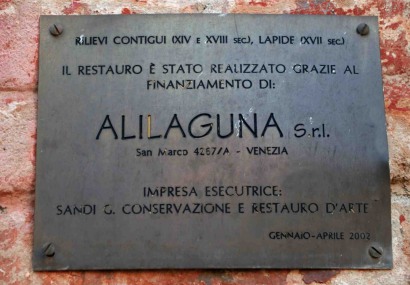 RILIEVI CONTIGUI (XIV E XVIII SEC.), LAPIDE (XVII SEC.)
IL RESTAURO È STATO REALIZZATO GRAZIE AL
FINANZIAMENTO DI:
ALILAGUNA S.r.l.
San Marco 4267/A - VENEZIA
IMPRESA ESECUTRICE:
SANDI G. CONSERVAZIONE E RESTAURO D'ARTE
GENNAIO-APRILE 2002